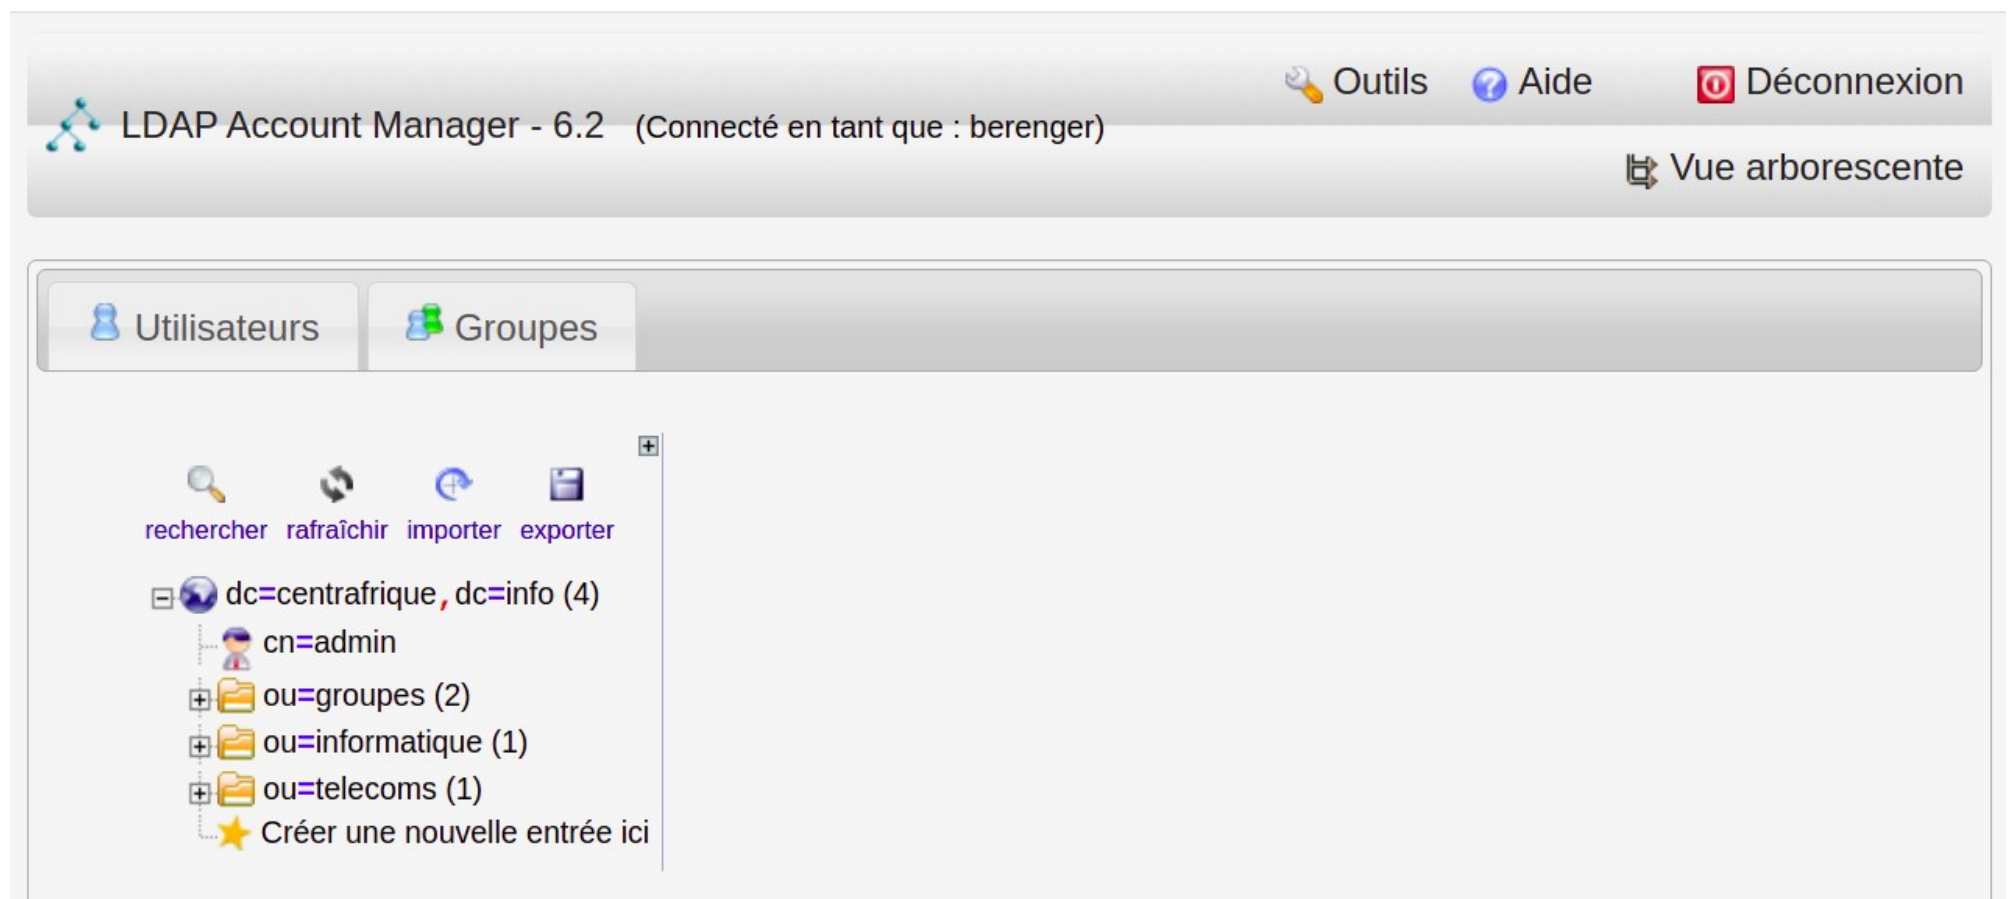 Outils Aide Déconnexion
LDAP Account Manager - 6.2 (Connecté en tant que : berenger)
Vue arborescente
Utilisateurs Groupes
rechercher rafraîchir importer exporter
dc=centrafrique,dc=info (4)
cn=admin
ou=groupes (2)
ou=informatique (1)
ou=telecoms (1)
Créer une nouvelle entrée ici